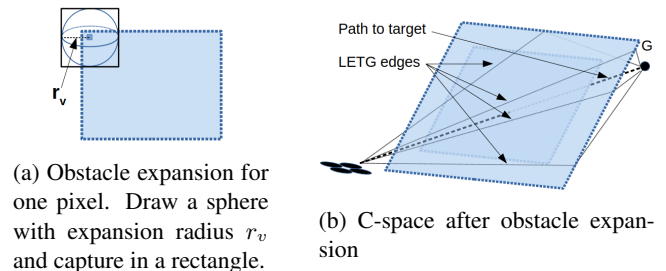 r_v
(a) Obstacle expansion for
one pixel. Draw a sphere
with expansion radius r_v
and capture in a rectangle.
Path to target
LETG edges
G
(b) C-space after obstacle expan-
sion